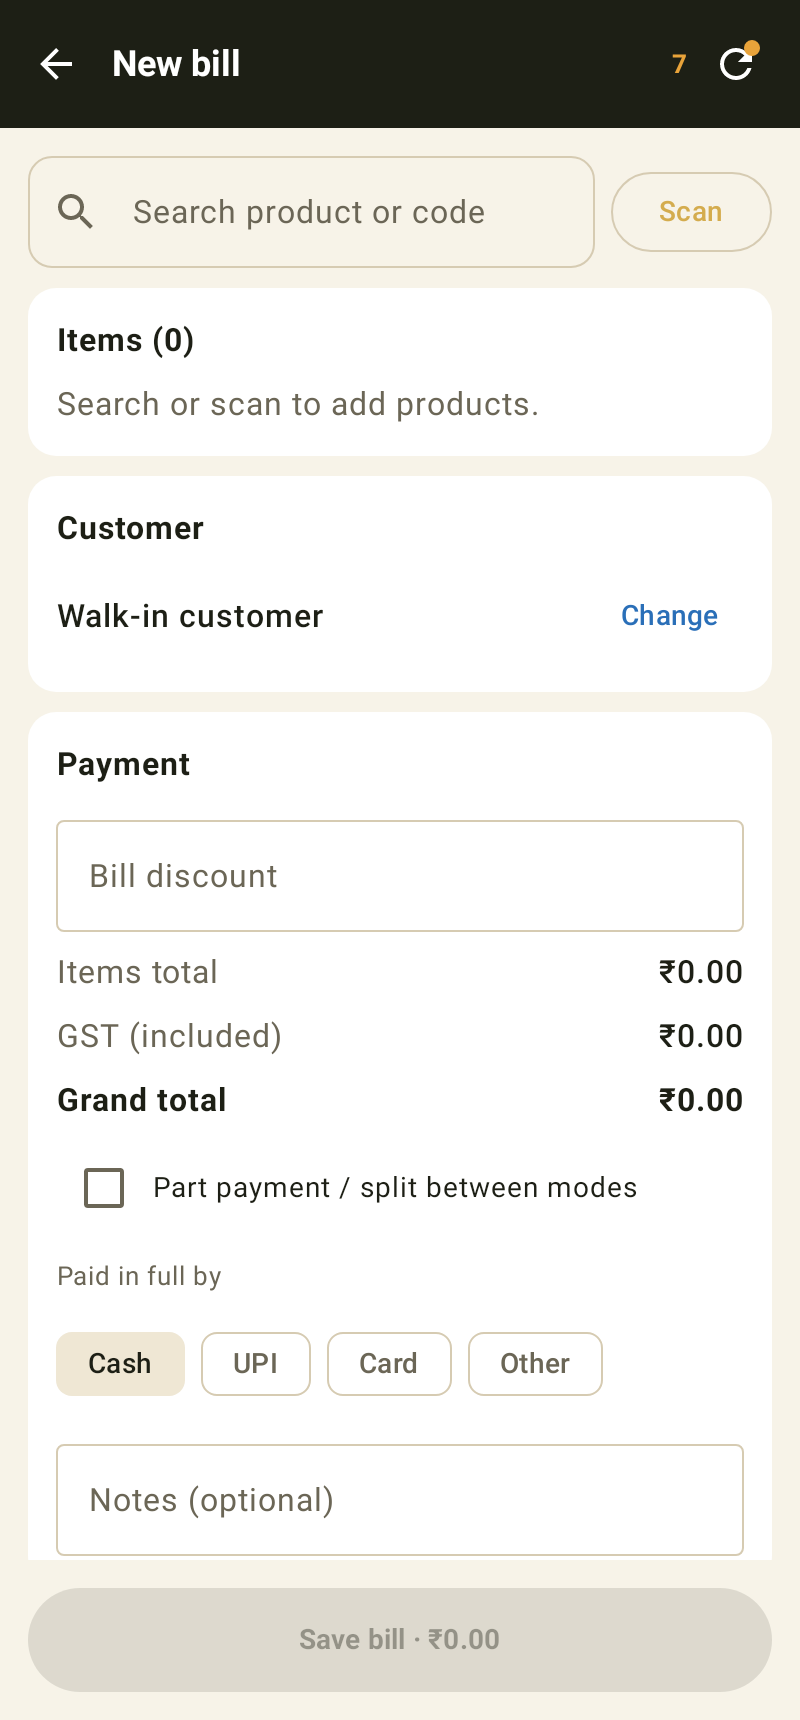 New bill
7
Search product or code
Scan
Items (0)
Search or scan to add products.
Customer
Walk-in customer
Change
Payment
Bill discount
Items total ₹0.00
GST (included) ₹0.00
Grand total ₹0.00
Part payment / split between modes
Paid in full by
Cash UPI Card Other
Notes (optional)
Save bill · ₹0.00